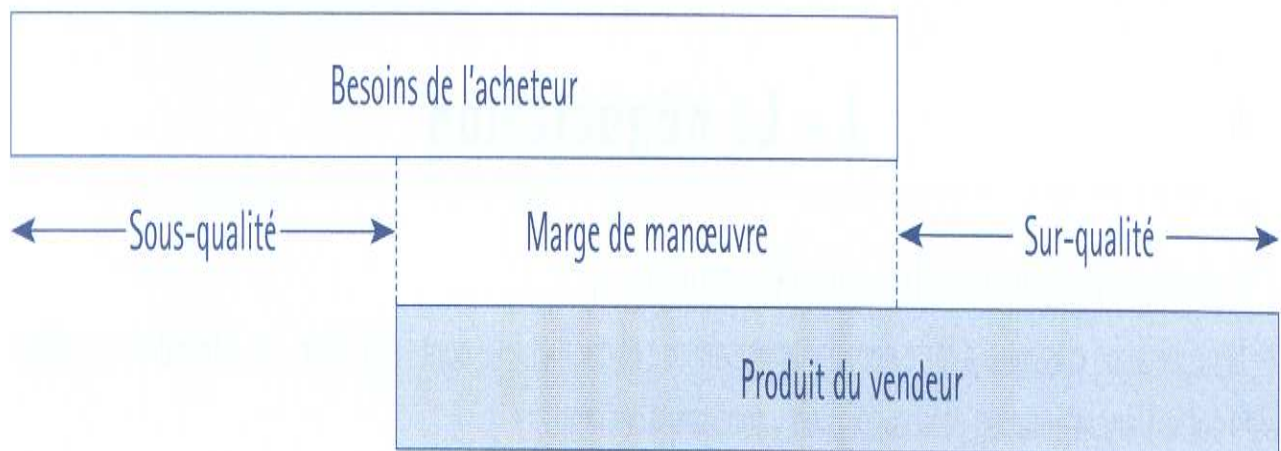 Besoins de l'acheteur
Sous-qualité
Marge de manœuvre
Sur-qualité
Produit du vendeur